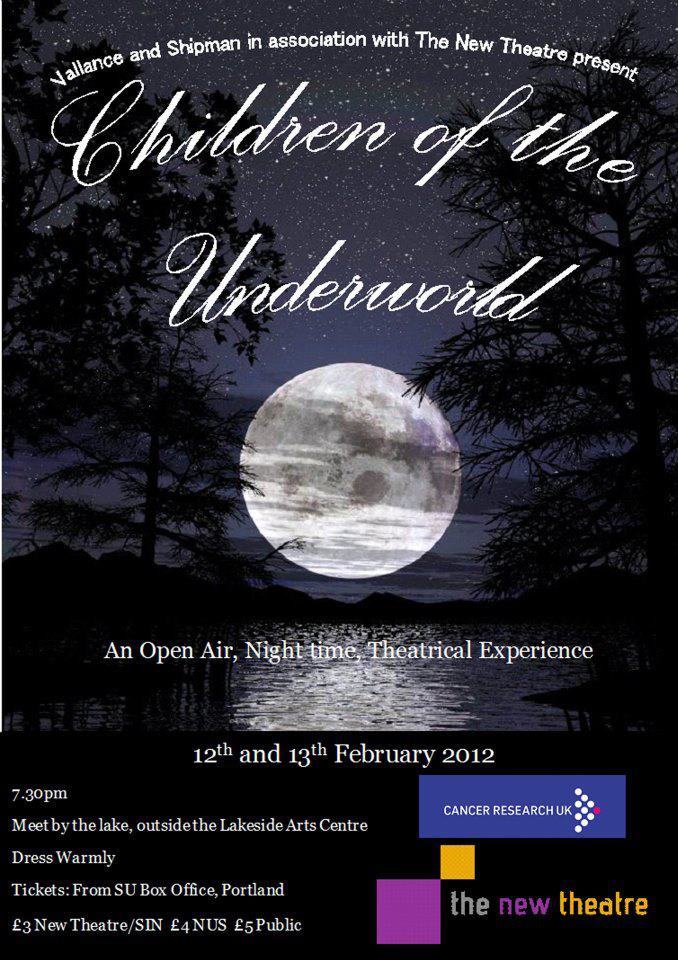 Vallance and Shipman in association with The New Theatre present
Children of the
Underworld
An Open Air, Night time, Theatrical Experience
12th and 13th February 2012
7.30pm
Meet by the lake, outside the Lakeside Arts Centre
Dress Warmly
Tickets: From SU Box Office, Portland
£3 New Theatre/SIN £4 NUS £5 Public
CANCER RESEARCH UK
the new theatre